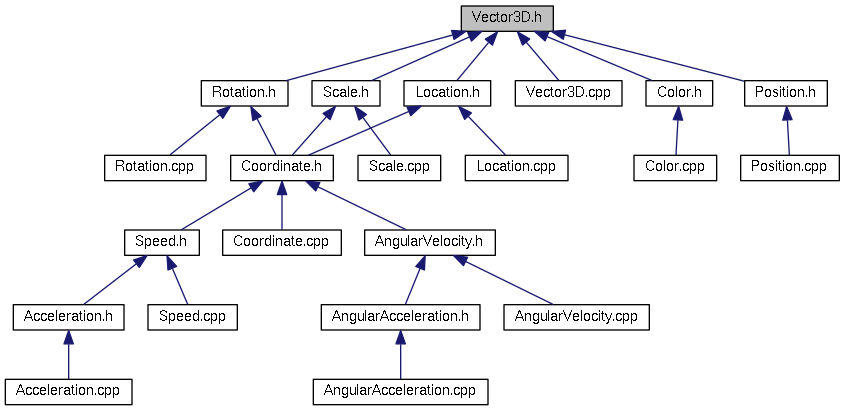 Vector3D.h
Rotation.h
Scale.h
Location.h
Vector3D.cpp
Color.h
Position.h
Rotation.cpp
Coordinate.h
Scale.cpp
Location.cpp
Color.cpp
Position.cpp
Speed.h
Coordinate.cpp
AngularVelocity.h
Acceleration.h
Speed.cpp
AngularAcceleration.h
AngularVelocity.cpp
Acceleration.cpp
AngularAcceleration.cpp